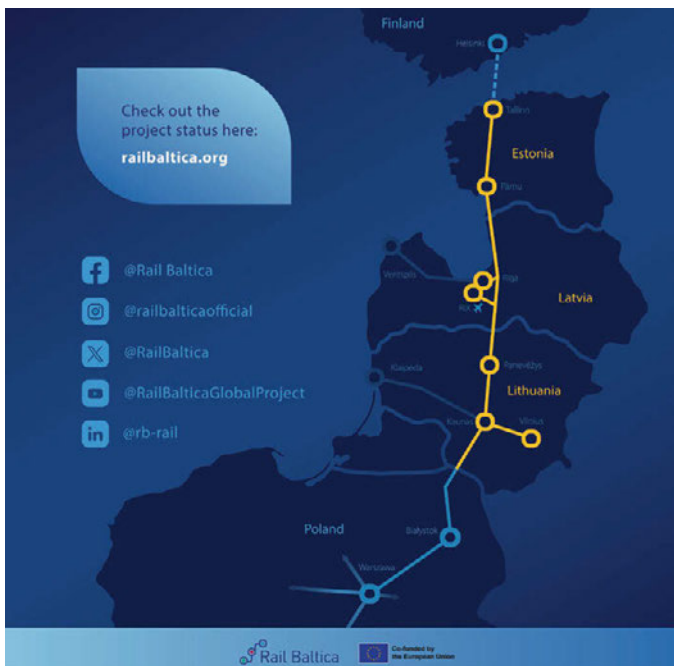 Finland
Helsinki
Check out the
project status here:
railbaltica.org
Tallinn
Estonia
Pärnu
@Rail Baltica
@railbalticaofficial
@RailBaltica
@RailBalticaGlobalProject
@rb-rail
Ventspils
Riga
RIX
Latvia
Klaipėda
Panevėžys
Lithuania
Kaunas
Vilnius
Poland
Białystok
Warszawa
Rail Baltica
Co-funded by
the European Union